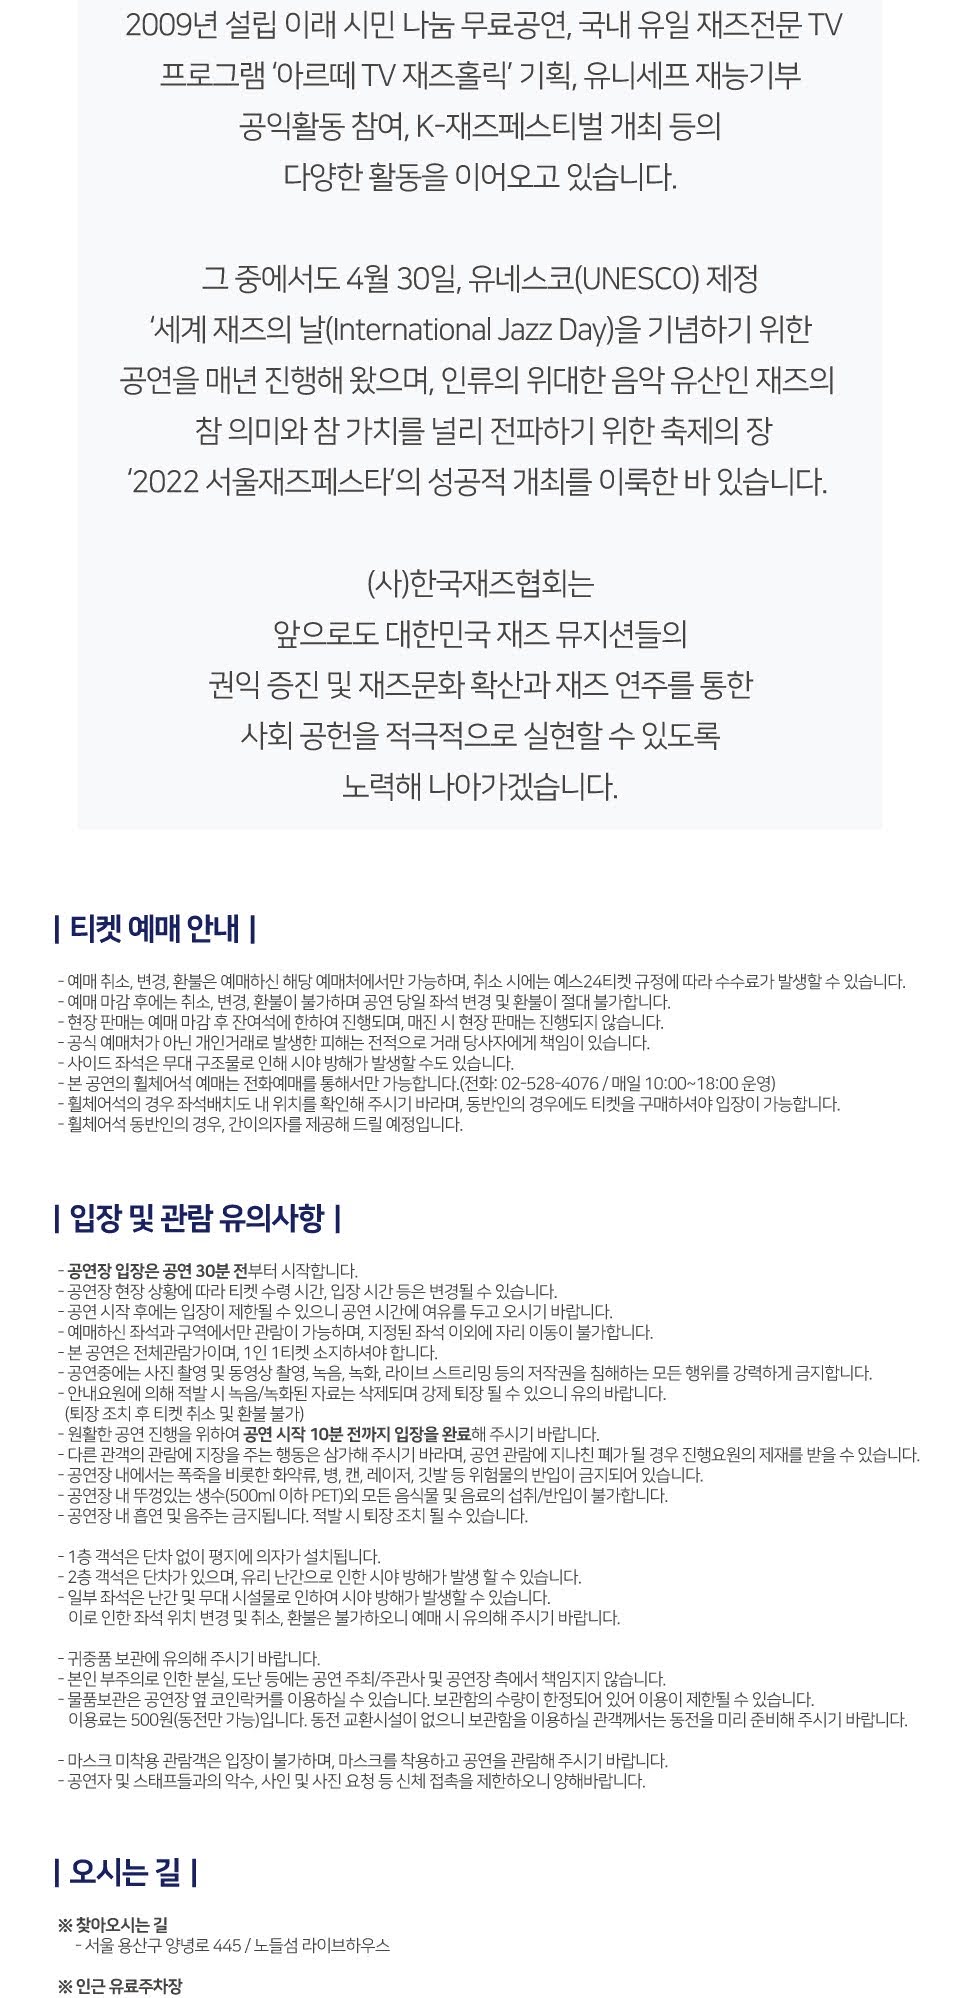 2009년 설립 이래 시민 나눔 무료공연, 국내 유일 재즈전문 TV
프로그램 ‘아르떼 TV 재즈홀릭’ 기획, 유니세프 재능기부
공익활동 참여, K-재즈페스티벌 개최 등의
다양한 활동을 이어오고 있습니다.
그 중에서도 4월 30일, 유네스코(UNESCO) 제정
‘세계 재즈의 날(International Jazz Day)을 기념하기 위한
공연을 매년 진행해 왔으며, 인류의 위대한 음악 유산인 재즈의
참 의미와 참 가치를 널리 전파하기 위한 축제의 장
‘2022 서울재즈페스타’의 성공적 개최를 이룩한 바 있습니다.
(사)한국재즈협회는
앞으로도 대한민국 재즈 뮤지션들의
권익 증진 및 재즈문화 확산과 재즈 연주를 통한
사회 공헌을 적극적으로 실현할 수 있도록
노력해 나아가겠습니다.
| 티켓 예매 안내 |
- 예매 취소, 변경, 환불은 예매하신 해당 예매처에서만 가능하며, 취소 시에는 예스24티켓 규정에 따라 수수료가 발생할 수 있습니다.
- 예매 마감 후에는 취소, 변경, 환불이 불가하며 공연 당일 좌석 변경 및 환불이 절대 불가합니다.
- 현장 판매는 예매 마감 후 잔여석에 한하여 진행되며, 매진 시 현장 판매는 진행되지 않습니다.
- 공식 예매처가 아닌 개인거래로 발생한 피해는 전적으로 거래 당사자에게 책임이 있습니다.
- 사이드 좌석은 무대 구조물로 인해 시야 방해가 발생할 수도 있습니다.
- 본 공연의 휠체어석 예매는 전화예매를 통해서만 가능합니다.(전화: 02-528-4076 / 매일 10:00~18:00 운영)
- 휠체어석의 경우 좌석배치도 내 위치를 확인해 주시기 바라며, 동반인의 경우에도 티켓을 구매하셔야 입장이 가능합니다.
- 휠체어석 동반인의 경우, 간이의자를 제공해 드릴 예정입니다.
| 입장 및 관람 유의사항 |
- 공연장 입장은 공연 30분 전부터 시작합니다.
- 공연장 현장 상황에 따라 티켓 수령 시간, 입장 시간 등은 변경될 수 있습니다.
- 공연 시작 후에는 입장이 제한될 수 있으니 공연 시간에 여유를 두고 오시기 바랍니다.
- 예매하신 좌석과 구역에서만 관람이 가능하며, 지정된 좌석 이외에 자리 이동이 불가합니다.
- 본 공연은 전체관람가이며, 1인 1티켓 소지하셔야 합니다.
- 공연중에는 사진 촬영 및 동영상 촬영, 녹음, 녹화, 라이브 스트리밍 등의 저작권을 침해하는 모든 행위를 강력하게 금지합니다.
- 안내요원에 의해 적발 시 녹음/녹화된 자료는 삭제되며 강제 퇴장 될 수 있으니 유의 바랍니다.
(퇴장 조치 후 티켓 취소 및 환불 불가)
- 원활한 공연 진행을 위하여 공연 시작 10분 전까지 입장을 완료해 주시기 바랍니다.
- 다른 관객의 관람에 지장을 주는 행동은 삼가해 주시기 바라며, 공연 관람에 지나친 폐가 될 경우 진행요원의 제재를 받을 수 있습니다.
- 공연장 내에서는 폭죽을 비롯한 화약류, 병, 캔, 레이저, 깃발 등 위험물의 반입이 금지되어 있습니다.
- 공연장 내 뚜껑있는 생수(500ml 이하 PET)외 모든 음식물 및 음료의 섭취/반입이 불가합니다.
- 공연장 내 흡연 및 음주는 금지됩니다. 적발 시 퇴장 조치 될 수 있습니다.
- 1층 객석은 단차 없이 평지에 의자가 설치됩니다.
- 2층 객석은 단차가 있으며, 유리 난간으로 인한 시야 방해가 발생 할 수 있습니다.
- 일부 좌석은 난간 및 무대 시설물로 인하여 시야 방해가 발생할 수 있습니다.
이로 인한 좌석 위치 변경 및 취소, 환불은 불가하오니 예매 시 유의해 주시기 바랍니다.
- 귀중품 보관에 유의해 주시기 바랍니다.
- 본인 부주의로 인한 분실, 도난 등에는 공연 주최/주관사 및 공연장 측에서 책임지지 않습니다.
- 물품보관은 공연장 옆 코인락커를 이용하실 수 있습니다. 보관함의 수량이 한정되어 있어 이용이 제한될 수 있습니다.
이용료는 500원(동전만 가능)입니다. 동전 교환시설이 없으니 보관함을 이용하실 관객께서는 동전을 미리 준비해 주시기 바랍니다.
- 마스크 미착용 관람객은 입장이 불가하며, 마스크를 착용하고 공연을 관람해 주시기 바랍니다.
- 공연자 및 스태프들과의 악수, 사인 및 사진 요청 등 신체 접촉을 제한하오니 양해바랍니다.
| 오시는 길 |
※ 찾아오시는 길
- 서울 용산구 양녕로 445 / 노들섬 라이브하우스
※ 인근 유료주차장